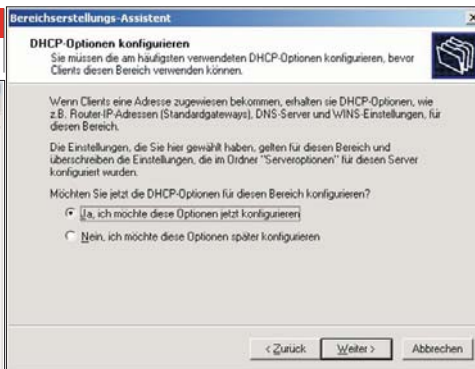 Bereichserstellungs-Assistent
DHCP-Optionen konfigurieren
Sie müssen die am häufigsten verwendeten DHCP-Optionen konfigurieren, bevor
Clients diesen Bereich verwenden können.
Wenn Clients eine Adresse zugewiesen bekommen, erhalten sie DHCP-Optionen, wie
z.B. Router-IP-Adressen (Standardgateways), DNS-Server und WINS-Einstellungen, für
diesen Bereich.
Die Einstellungen, die Sie hier gewählt haben, gelten für diesen Bereich und
überschreiben die Einstellungen, die im Ordner "Serveroptionen" für diesen Server
konfiguriert wurden.
Möchten Sie jetzt die DHCP-Optionen für diesen Bereich konfigurieren?
Ja, ich möchte diese Optionen jetzt konfigurieren
Nein, ich möchte diese Optionen später konfigurieren
< Zurück Weiter > Abbrechen